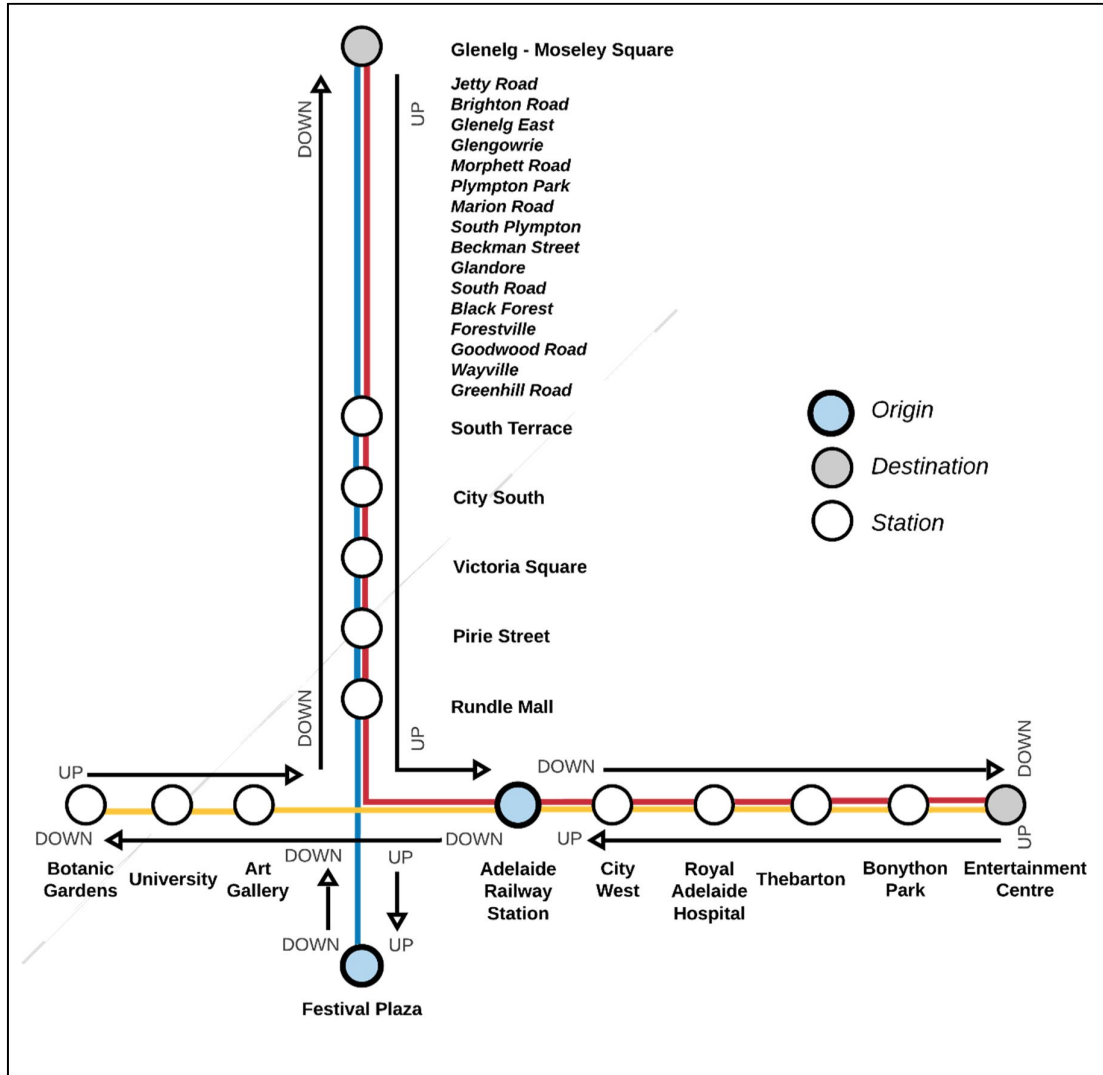 Glenelg - Moseley Square
DOWN
UP
Jetty Road
Brighton Road
Glenelg East
Glengowrie
Morphett Road
Plympton Park
Marion Road
South Plympton
Beckman Street
Glandore
South Road
Black Forest
Forestville
Goodwood Road
Wayville
Greenhill Road
South Terrace
City South
Victoria Square
Pirie Street
Rundle Mall
Origin
Destination
Station
DOWN
UP
UP
DOWN
DOWN
DOWN
DOWN
UP
UP
DOWN
UP
Botanic
Gardens
University
Art
Gallery
Adelaide
Railway
Station
City
West
Royal
Adelaide
Hospital
Thebarton
Bonython
Park
Entertainment
Centre
DOWN
UP
Festival Plaza